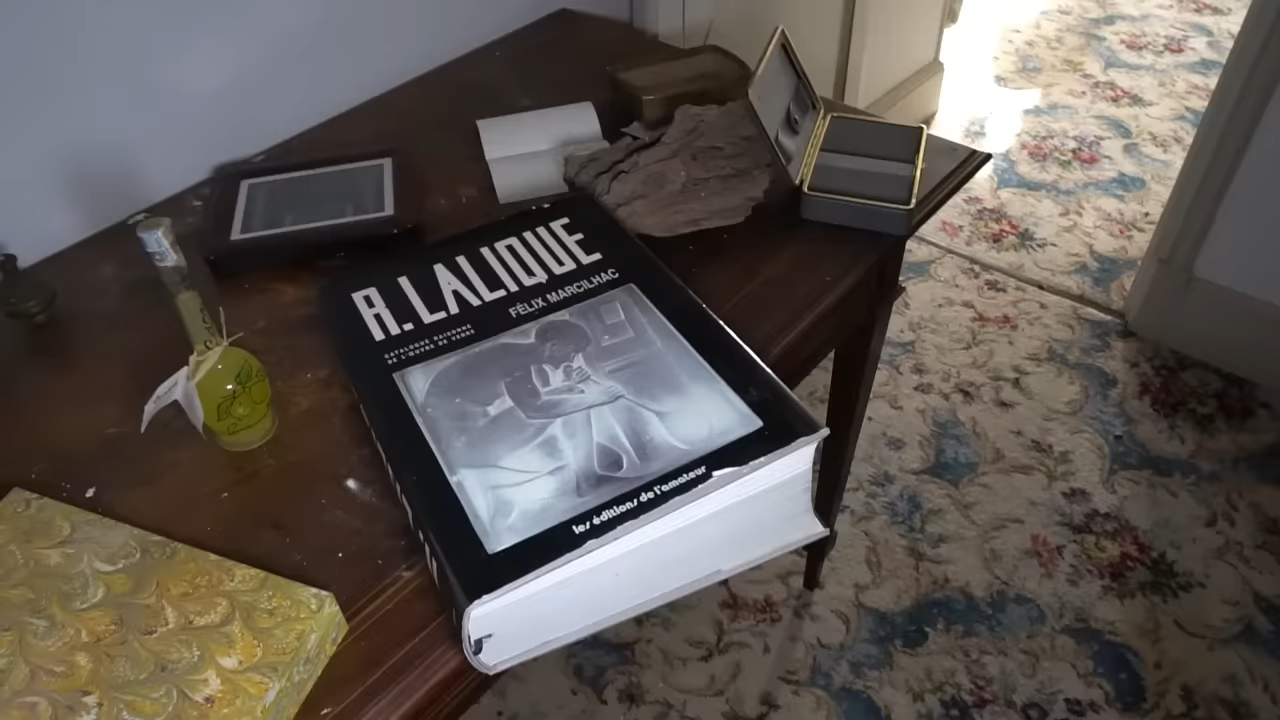 R. LALIQUE
FÉLIX MARCILHAC
CATALOGUE RAISONNÉ
DE L'ŒUVRE DE VERRE
les éditions de l'amateur